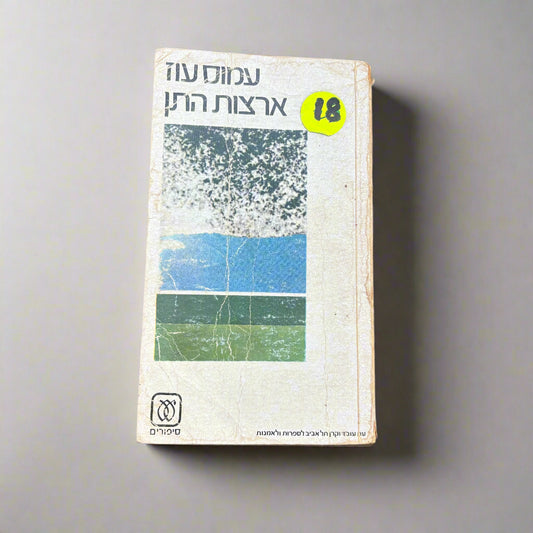 עמוס עוז
ארצות התן
18
סיפורים
עם עובד וקרן תל אביב לספרות ולאמנות